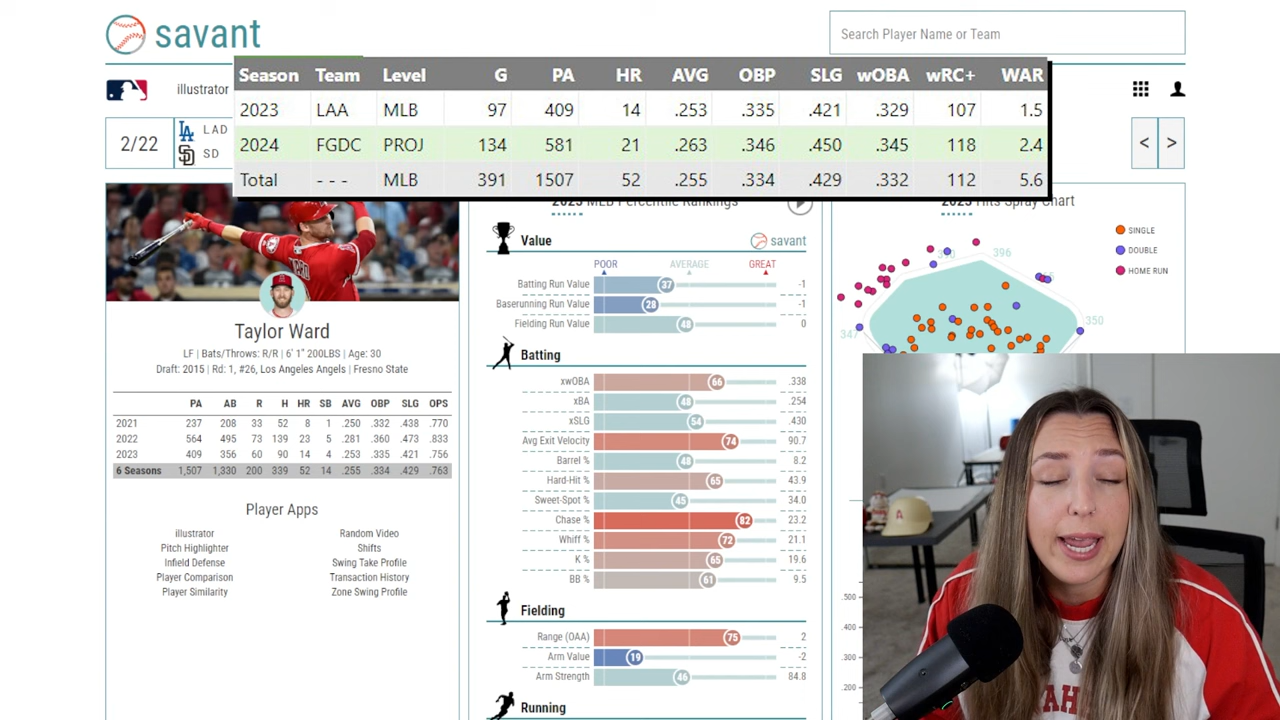 savant
Search Player Name or Team
Season Team Level G PA HR AVG OBP SLG wOBA wRC+ WAR
2023 LAA MLB 97 409 14 .253 .335 .421 .329 107 1.5
2024 FGDC PROJ 134 581 21 .263 .346 .450 .345 118 2.4
Total - - - MLB 391 1507 52 .255 .334 .429 .332 112 5.6
illustrator
2/22
LAD
SD
<
>
Taylor Ward
LF | Bats/Throws: R/R | 6' 1" 200LBS | Age: 30
Draft: 2015 | Rd: 1, #26, Los Angeles Angels | Fresno State
PA AB R H HR SB AVG OBP SLG OPS
2021 237 208 33 52 8 1 .250 .332 .438 .770
2022 564 495 73 139 23 5 .281 .360 .473 .833
2023 409 356 60 90 14 4 .253 .335 .421 .756
6 Seasons 1,507 1,330 200 339 52 14 .255 .334 .429 .763
Player Apps
illustrator Random Video
Pitch Highlighter Shifts
Infield Defense Swing Take Profile
Player Comparison Transaction History
Player Similarity Zone Swing Profile
2023 MLB Percentile Rankings
Value
savant
POOR AVERAGE GREAT
Batting Run Value 37 -1
Baserunning Run Value 28 -1
Fielding Run Value 48 0
Batting
xwOBA 66 .338
xBA 48 .254
xSLG 54 .430
Avg Exit Velocity 74 90.7
Barrel % 48 8.2
Hard-Hit % 65 43.9
Sweet-Spot % 45 34.0
Chase % 82 23.2
Whiff % 72 21.1
K % 65 19.6
BB % 61 9.5
Fielding
Range (OAA) 75 2
Arm Value 19 -2
Arm Strength 46 84.8
Running
2023 Hits Spray Chart
SINGLE
DOUBLE
HOME RUN
396
350
347
.500
.400
.300
.200
A